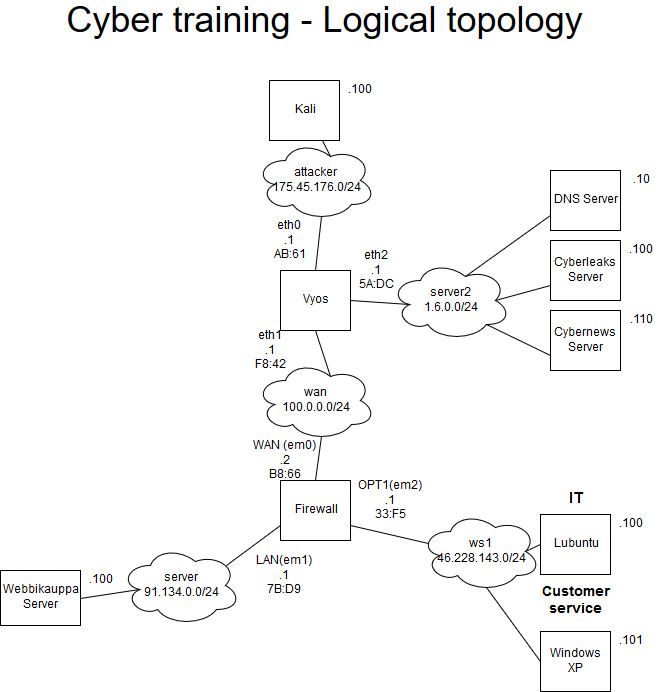 Cyber training - Logical topology
.100
Kali
attacker
175.45.176.0/24
.10
DNS Server
eth0
.1
AB:61
eth2
.1
5A:DC
.100
Cyberleaks
Server
server2
1.6.0.0/24
Vyos
.110
Cybernews
Server
eth1
.1
F8:42
wan
100.0.0.0/24
WAN (em0)
.2
B8:66
OPT1(em2)
.1
33:F5
Firewall
IT
.100
Lubuntu
ws1
46.228.143.0/24
LAN(em1)
.1
7B:D9
server
91.134.0.0/24
.100
Webbikauppa
Server
Customer
service
.101
Windows
XP